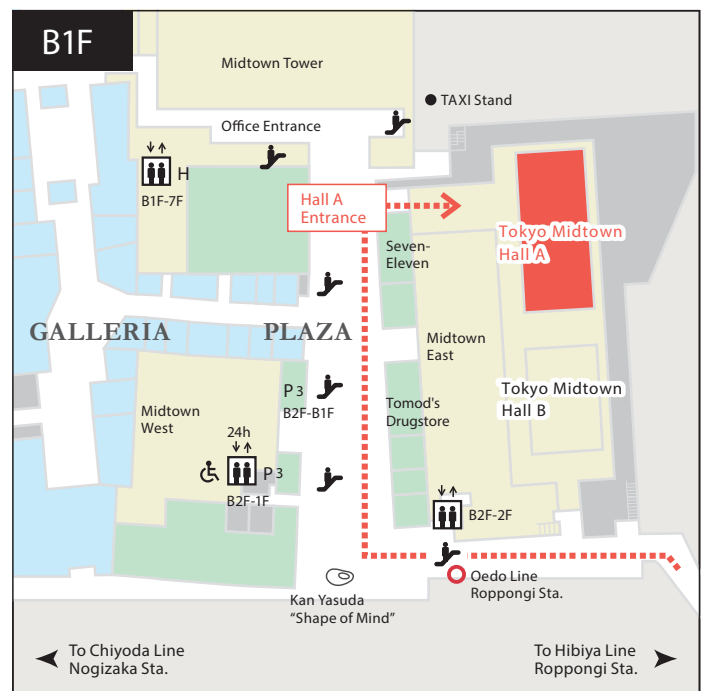 B1F
Midtown Tower
TAXI Stand
Office Entrance
H
B1F-7F
Hall A
Entrance
Tokyo Midtown
Hall A
Seven-
Eleven
GALLERIA
PLAZA
Midtown
East
P 3
B2F-B1F
Tomod's
Drugstore
Tokyo Midtown
Hall B
Midtown
West
24h
P 3
B2F-1F
B2F-2F
Oedo Line
Roppongi Sta.
Kan Yasuda
“Shape of Mind”
To Chiyoda Line
Nogizaka Sta.
To Hibiya Line
Roppongi Sta.